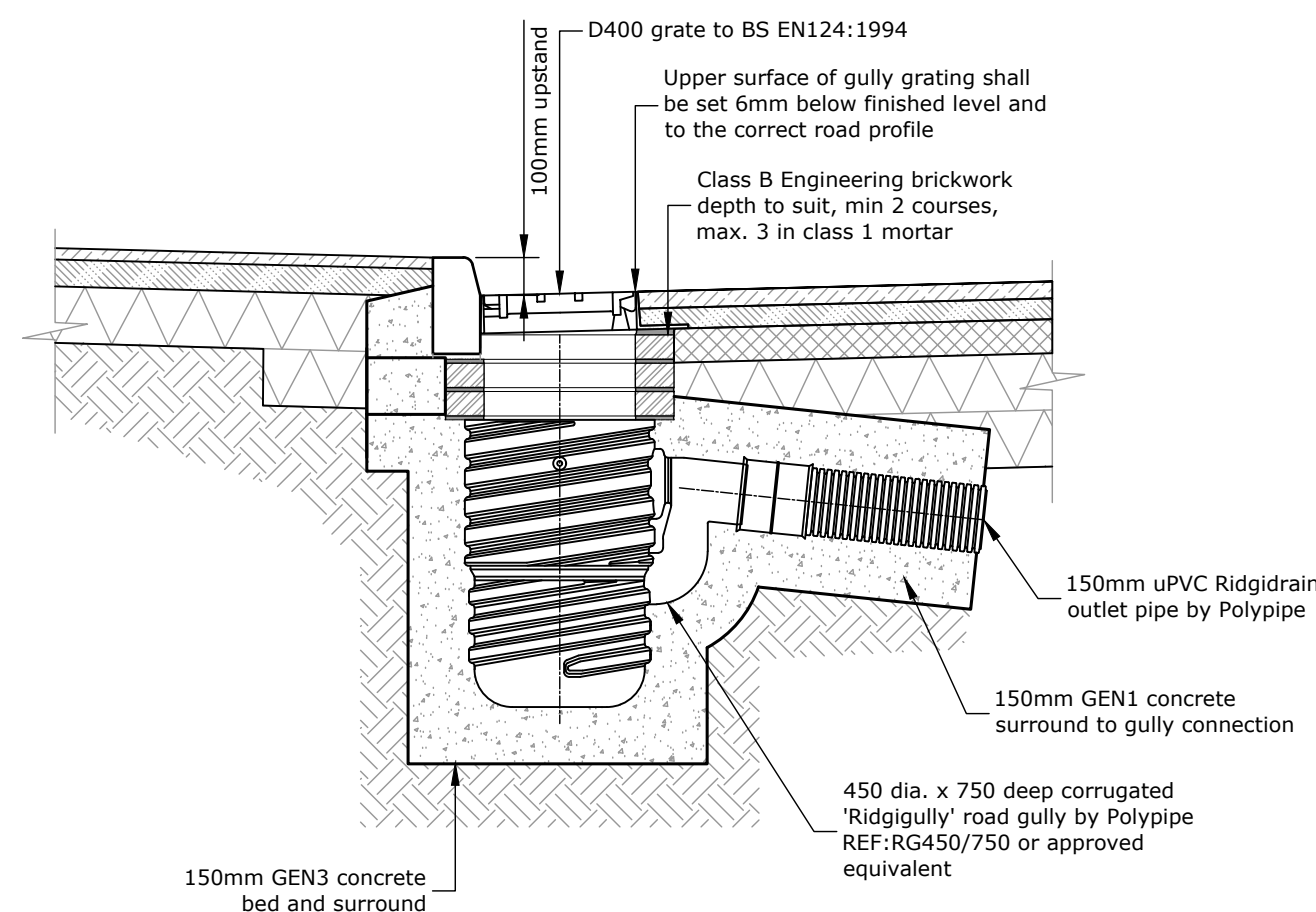 100mm upstand
D400 grate to BS EN124:1994
Upper surface of gully grating shall
be set 6mm below finished level and
to the correct road profile
Class B Engineering brickwork
depth to suit, min 2 courses,
max. 3 in class 1 mortar
150mm uPVC Ridgidrain
outlet pipe by Polypipe
150mm GEN1 concrete
surround to gully connection
450 dia. x 750 deep corrugated
'Ridgigully' road gully by Polypipe
REF:RG450/750 or approved
equivalent
150mm GEN3 concrete
bed and surround